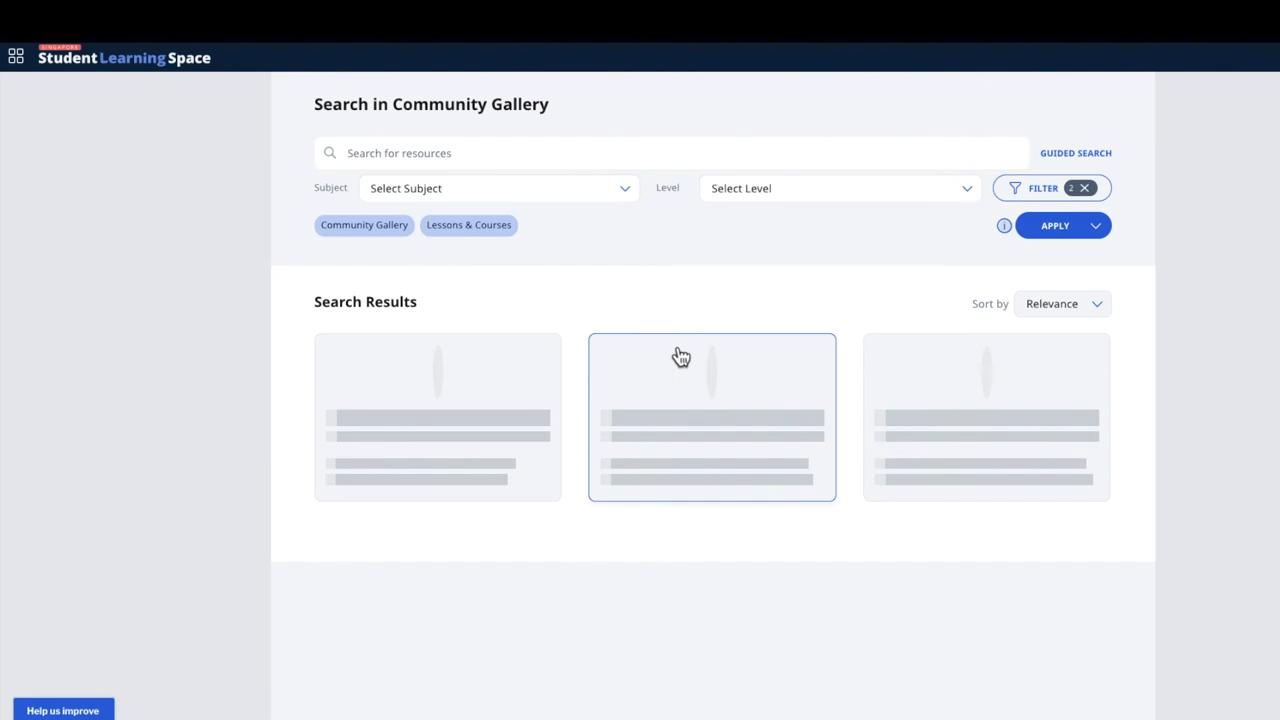 SINGAPORE
Student Learning Space
Search in Community Gallery
Search for resources
GUIDED SEARCH
Subject
Select Subject
Level
Select Level
FILTER 2
Community Gallery
Lessons & Courses
i
APPLY
Search Results
Sort by
Relevance
Help us improve